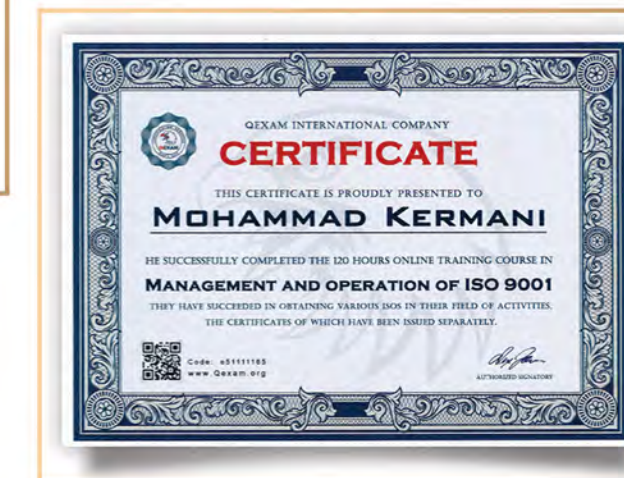 QEXAM INTERNATIONAL COMPANY
CERTIFICATE
THIS CERTIFICATE IS PROUDLY PRESENTED TO
MOHAMMAD KERMANI
HE SUCCESSFULLY COMPLETED THE 120 HOURS ONLINE TRAINING COURSE IN
MANAGEMENT AND OPERATION OF ISO 9001
THEY HAVE SUCCEEDED IN OBTAINING VARIOUS ISOS IN THEIR FIELD OF ACTIVITIES.
THE CERTIFICATES OF WHICH HAVE BEEN ISSUED SEPARATELY.
Code: e51111165
www.Qexam.org
AUTHORIZED SIGNATORY